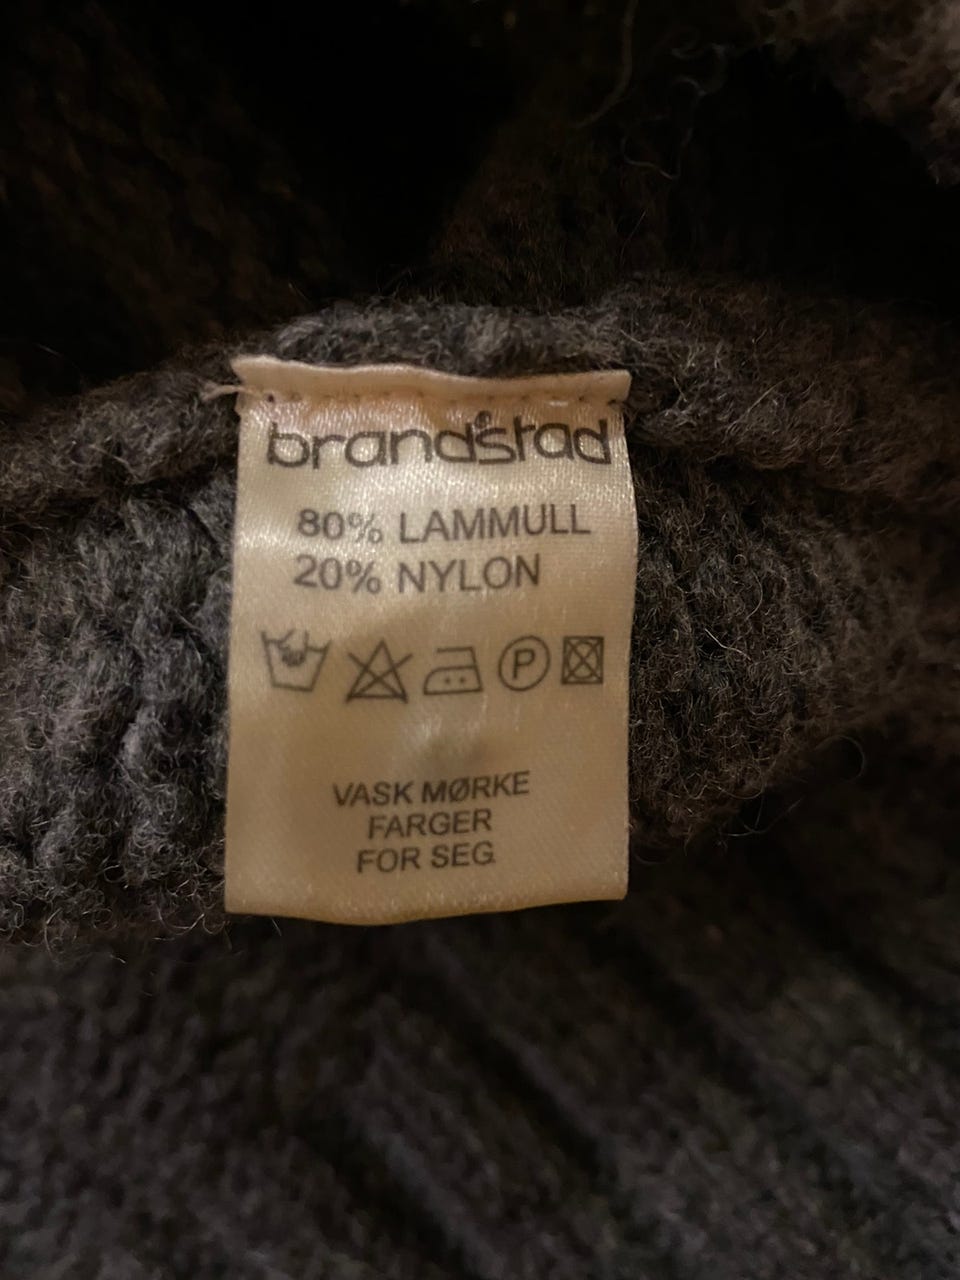 brandstad®
80% LAMMULL
20% NYLON
P
VASK MØRKE
FARGER
FOR SEG